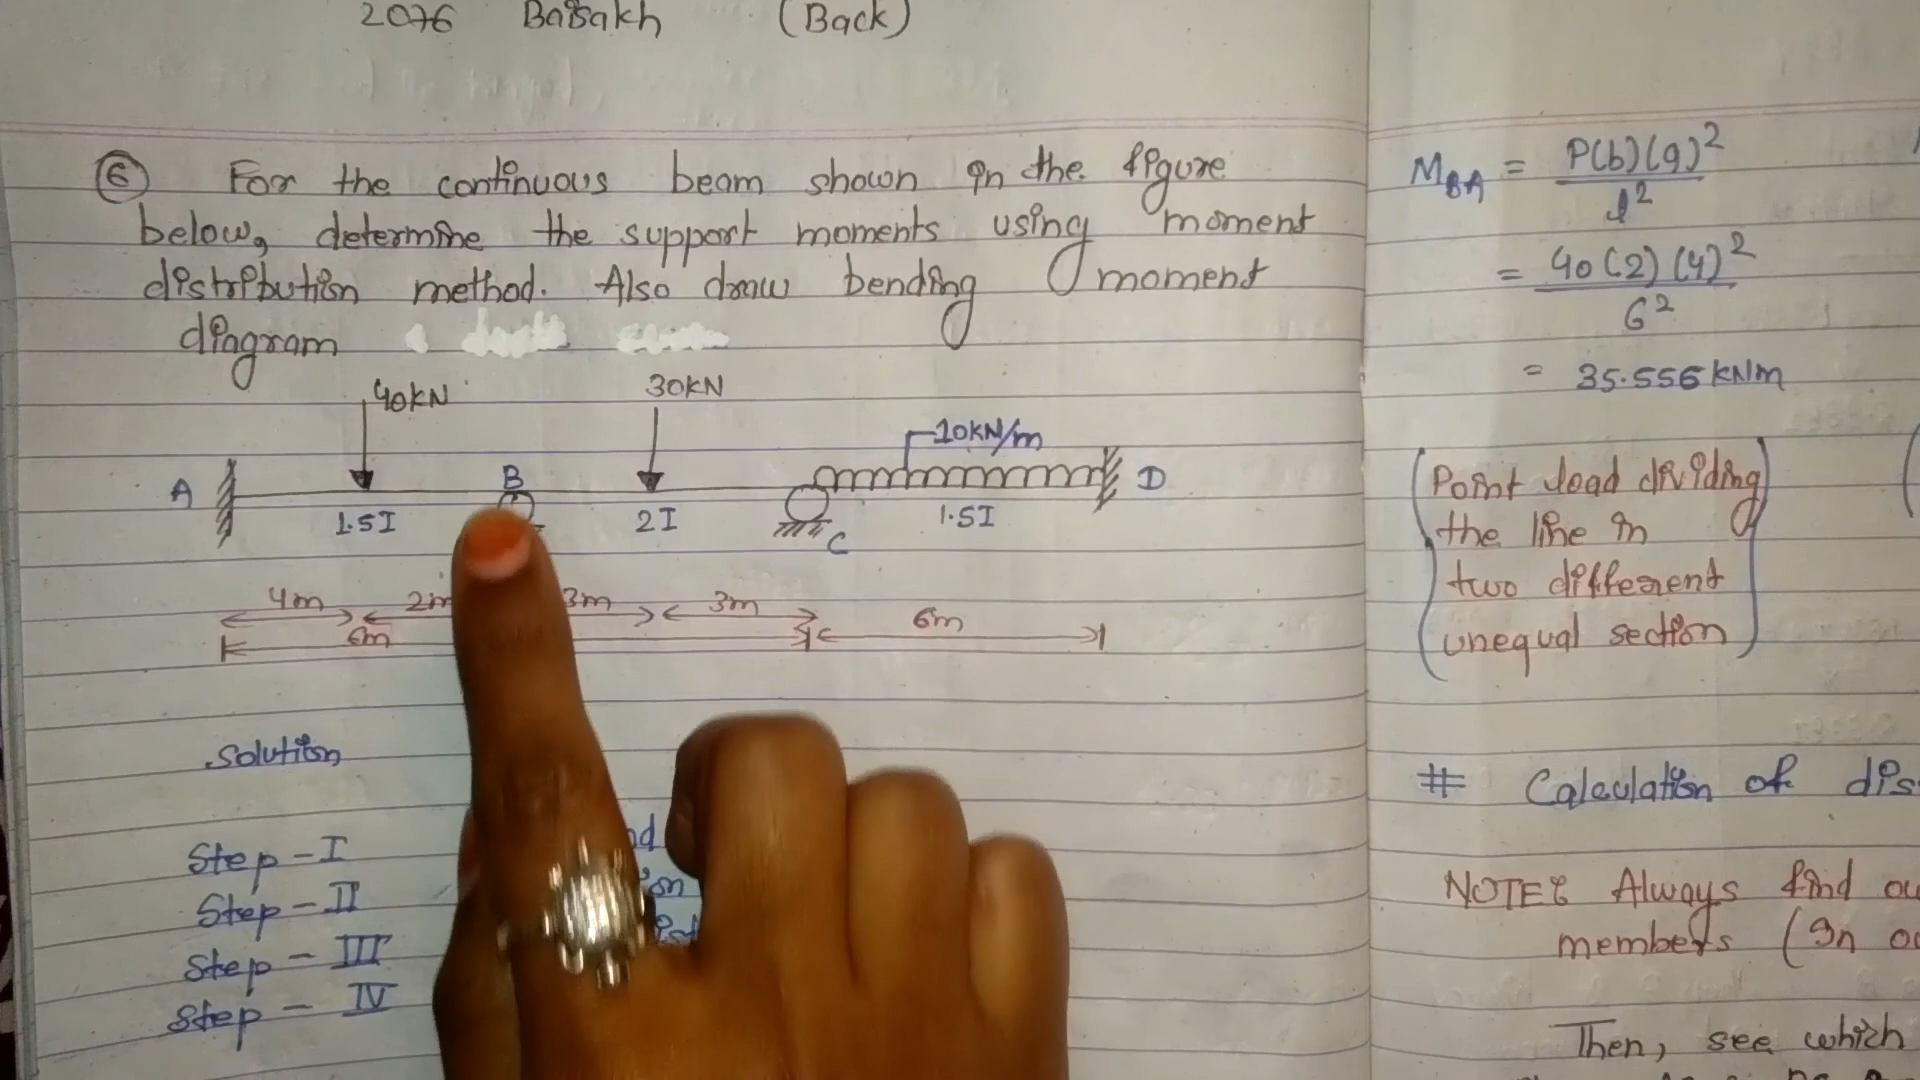 2076 Baisakh (Back)
⑥ For the continuous beam shown in the figure
below, determine the support moments using moment
distribution method. Also draw bending moment
diagram
40kN 30kN
10kN/m
A B D
1.5I 2I 1.5I
C
4m 3m 3m 6m
6m
Solution
Step - I
Step - II
Step - III
Step - IV
M_BA = P(b)(a)²
l²
= 40(2)(4)²
6²
= 35.556 kNm
(Point load dividing
the line in
two different
unequal section)
# Calculation of
NOTE: Always find
members (In
Then, see which